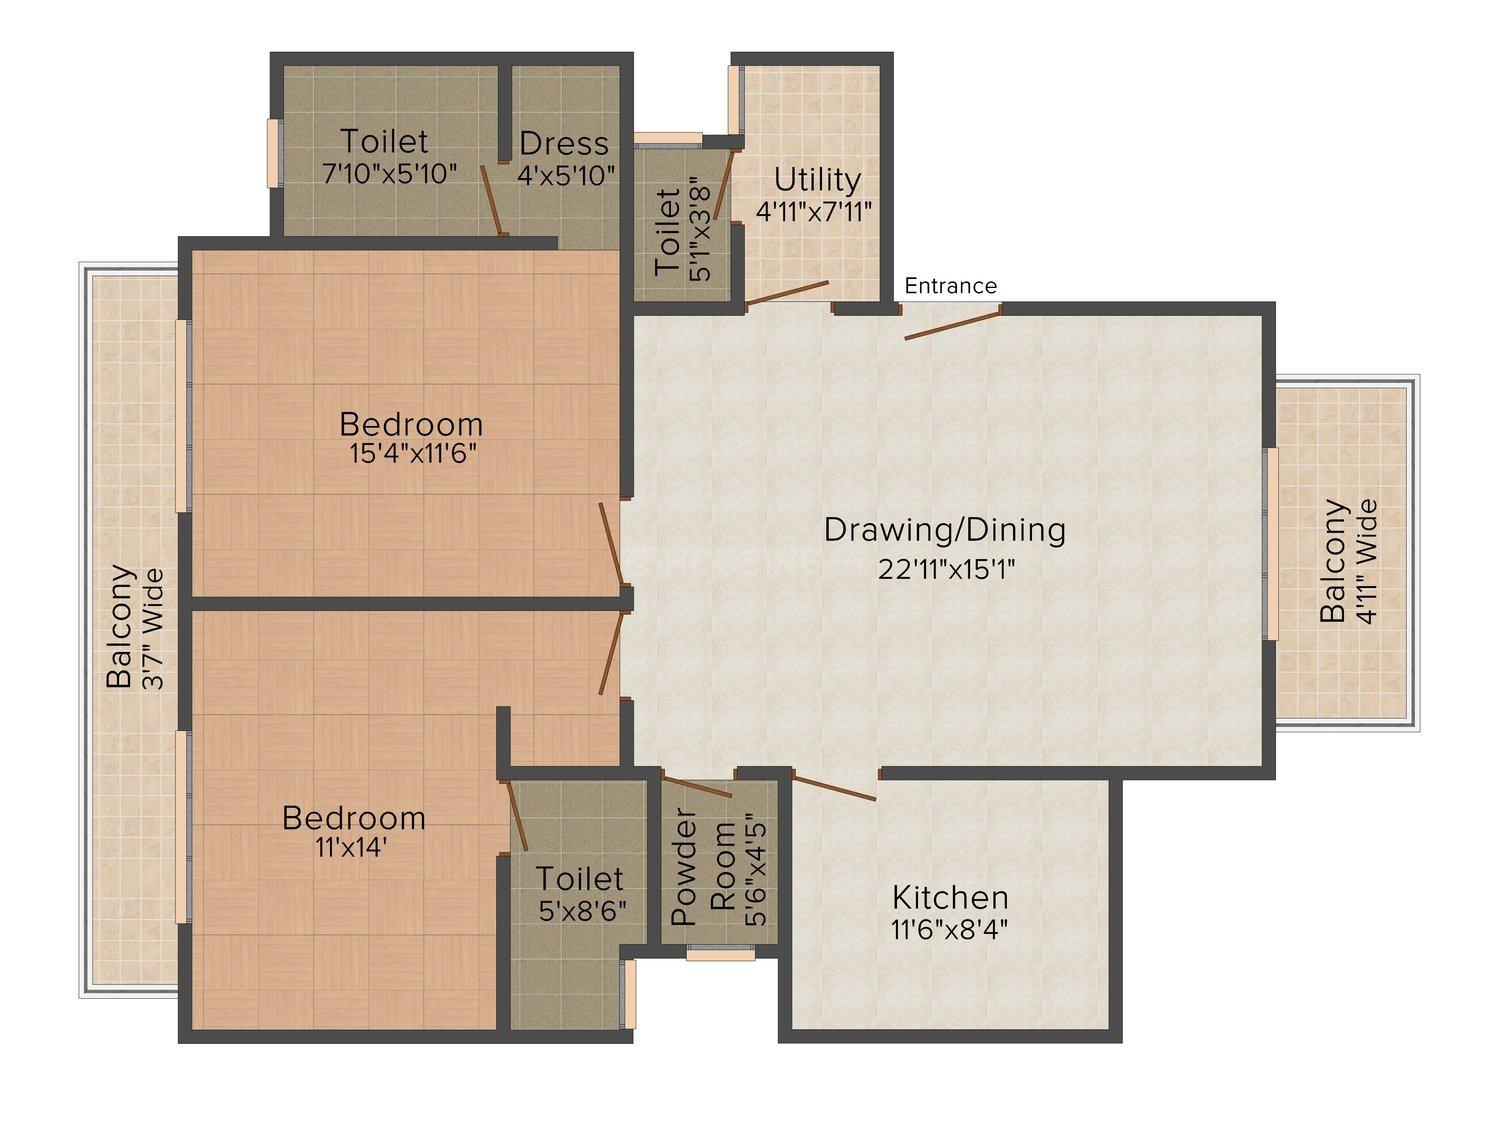 Toilet
7'10"x5'10"
Dress
4'x5'10"
Toilet
5'1"x3'8"
Utility
4'11"x7'11"
Entrance
Bedroom
15'4"x11'6"
Drawing/Dining
22'11"x15'1"
Balcony
4'11" Wide
Balcony
3'7" Wide
Bedroom
11'x14'
Toilet
5'x8'6"
Powder
Room
5'6"x4'5"
Kitchen
11'6"x8'4"